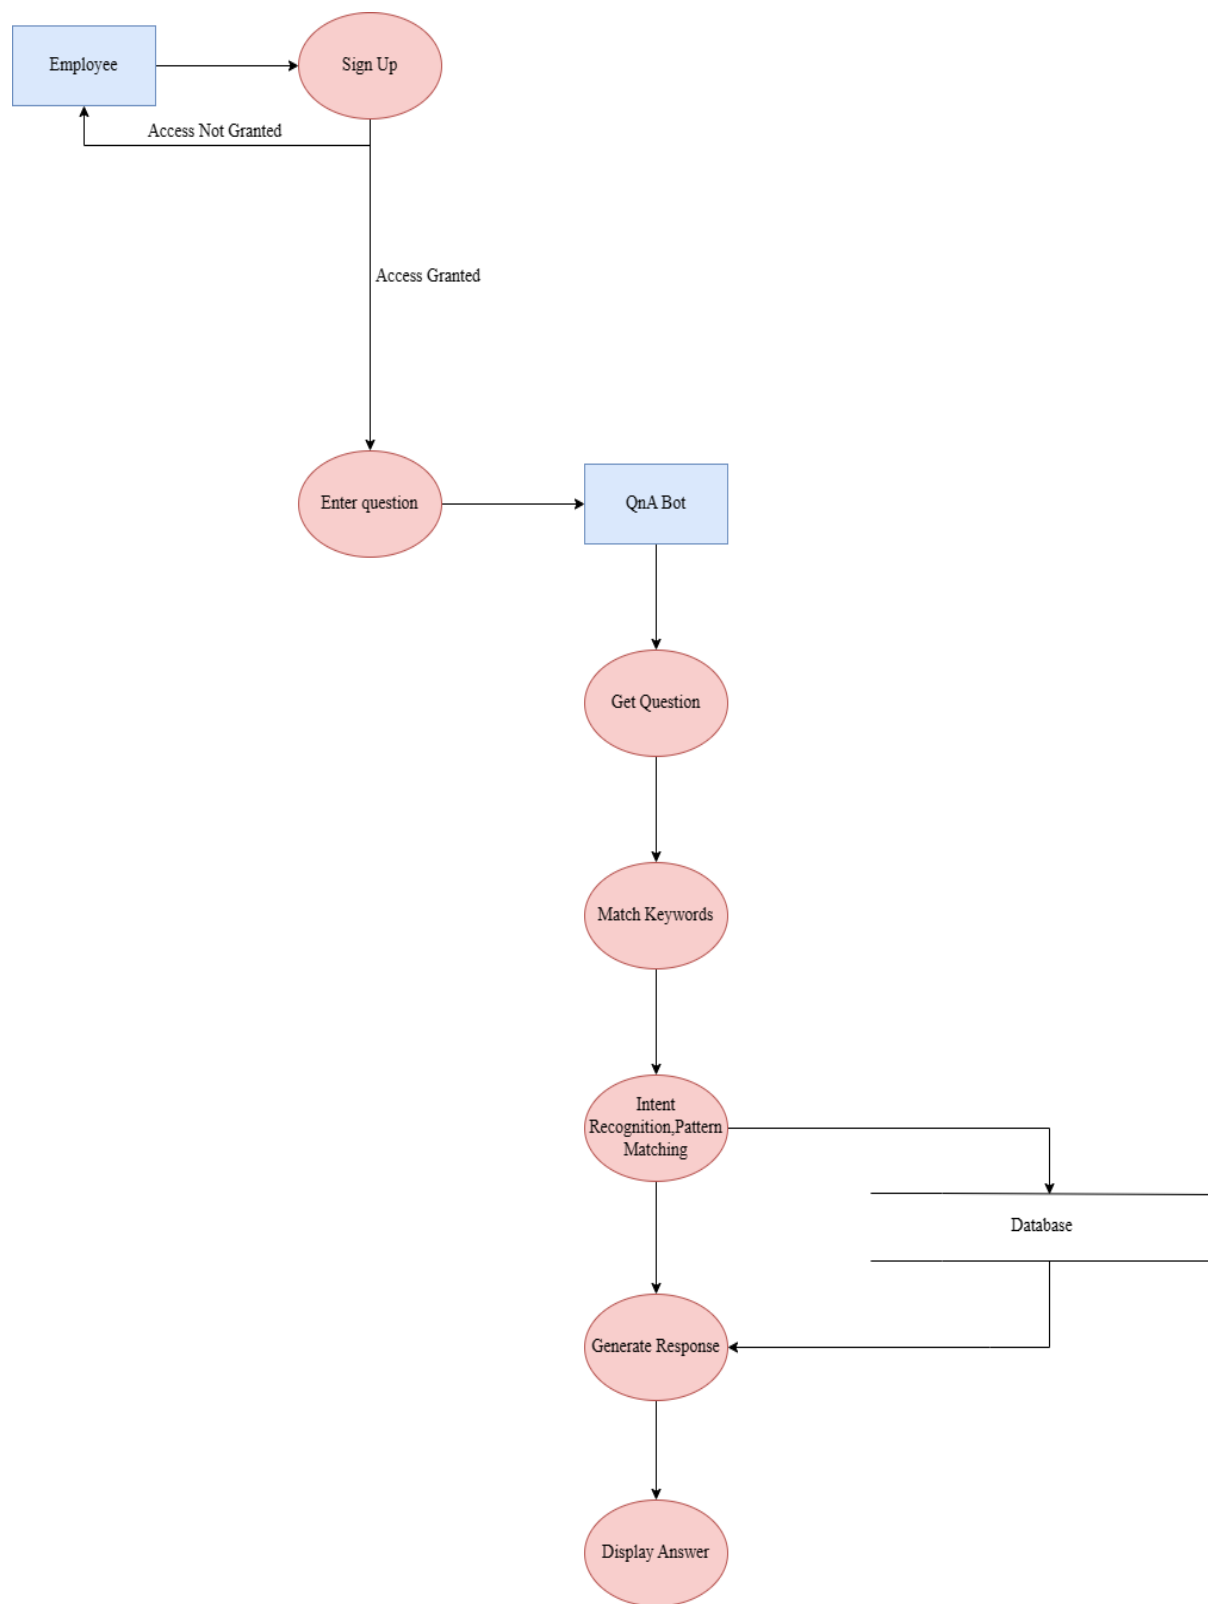 Employee
Sign Up
Access Not Granted
Access Granted
Enter question
QnA Bot
Get Question
Match Keywords
Intent
Recognition,Pattern
Matching
Database
Generate Response
Display Answer